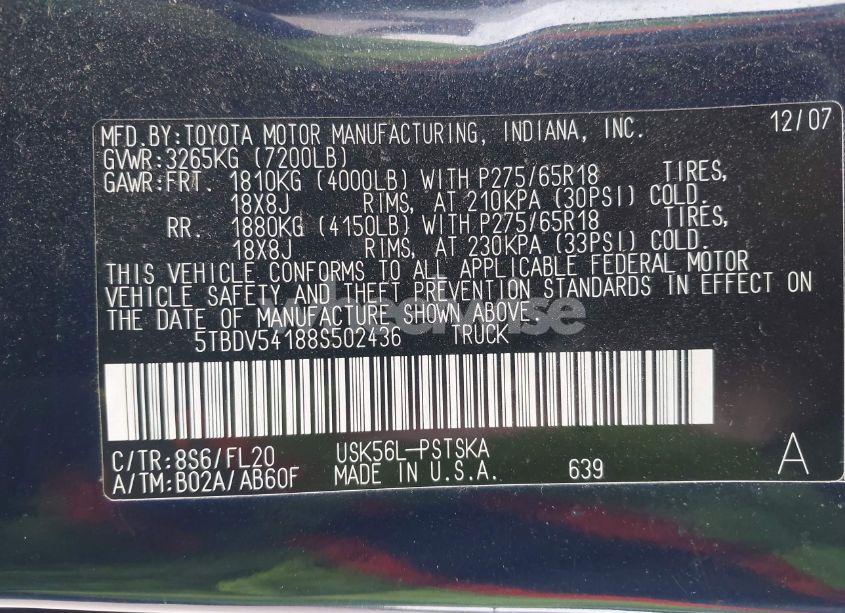 MFD.BY:TOYOTA MOTOR MANUFACTURING, INDIANA, INC. 12/07
GVWR:3265KG (7200LB)
GAWR:FRT. 1810KG (4000LB) WITH P275/65R18 TIRES,
18X8J RIMS, AT 210KPA (30PSI) COLD.
RR. 1880KG (4150LB) WITH P275/65R18 TIRES,
18X8J RIMS, AT 230KPA (33PSI) COLD.
THIS VEHICLE CONFORMS TO ALL APPLICABLE FEDERAL MOTOR
VEHICLE SAFETY AND THEFT PREVENTION STANDARDS IN EFFECT ON
THE DATE OF MANUFACTURE SHOWN ABOVE.
5TBDV54188S502436 TRUCK
C/TR:8S6/FL20 USK56L-PSTSKA
A/TM:B02A/AB60F MADE IN U.S.A. 639 A